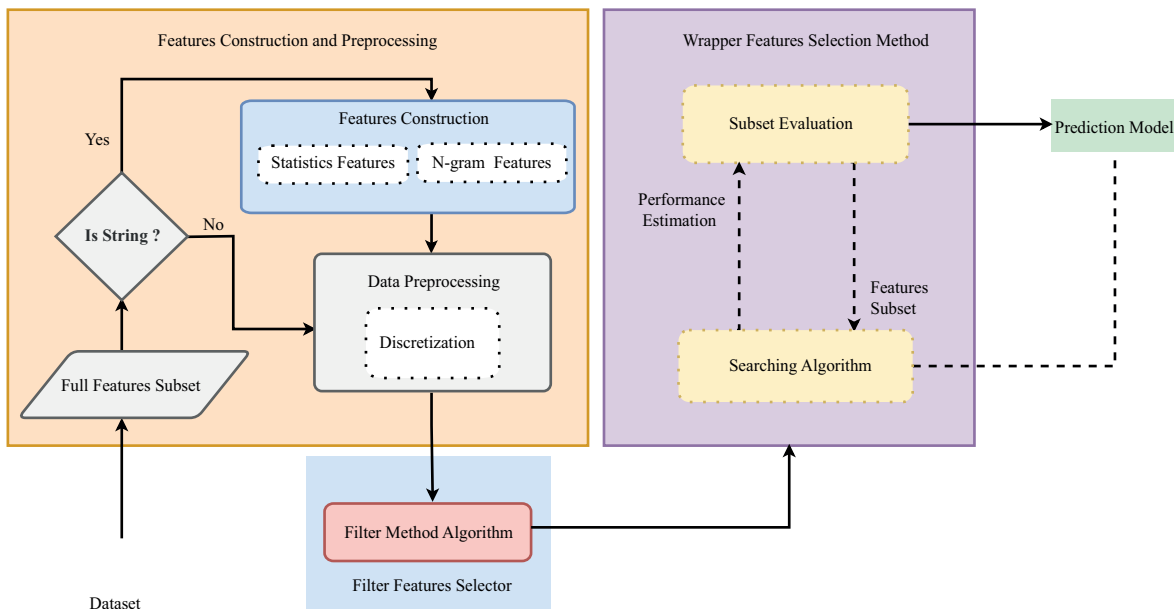 Features Construction and Preprocessing
Yes
Features Construction
Statistics Features
N-gram Features
Is String ?
No
Data Preprocessing
Discretization
Full Features Subset
Dataset
Filter Method Algorithm
Filter Features Selector
Wrapper Features Selection Method
Subset Evaluation
Prediction Model
Performance
Estimation
Features
Subset
Searching Algorithm